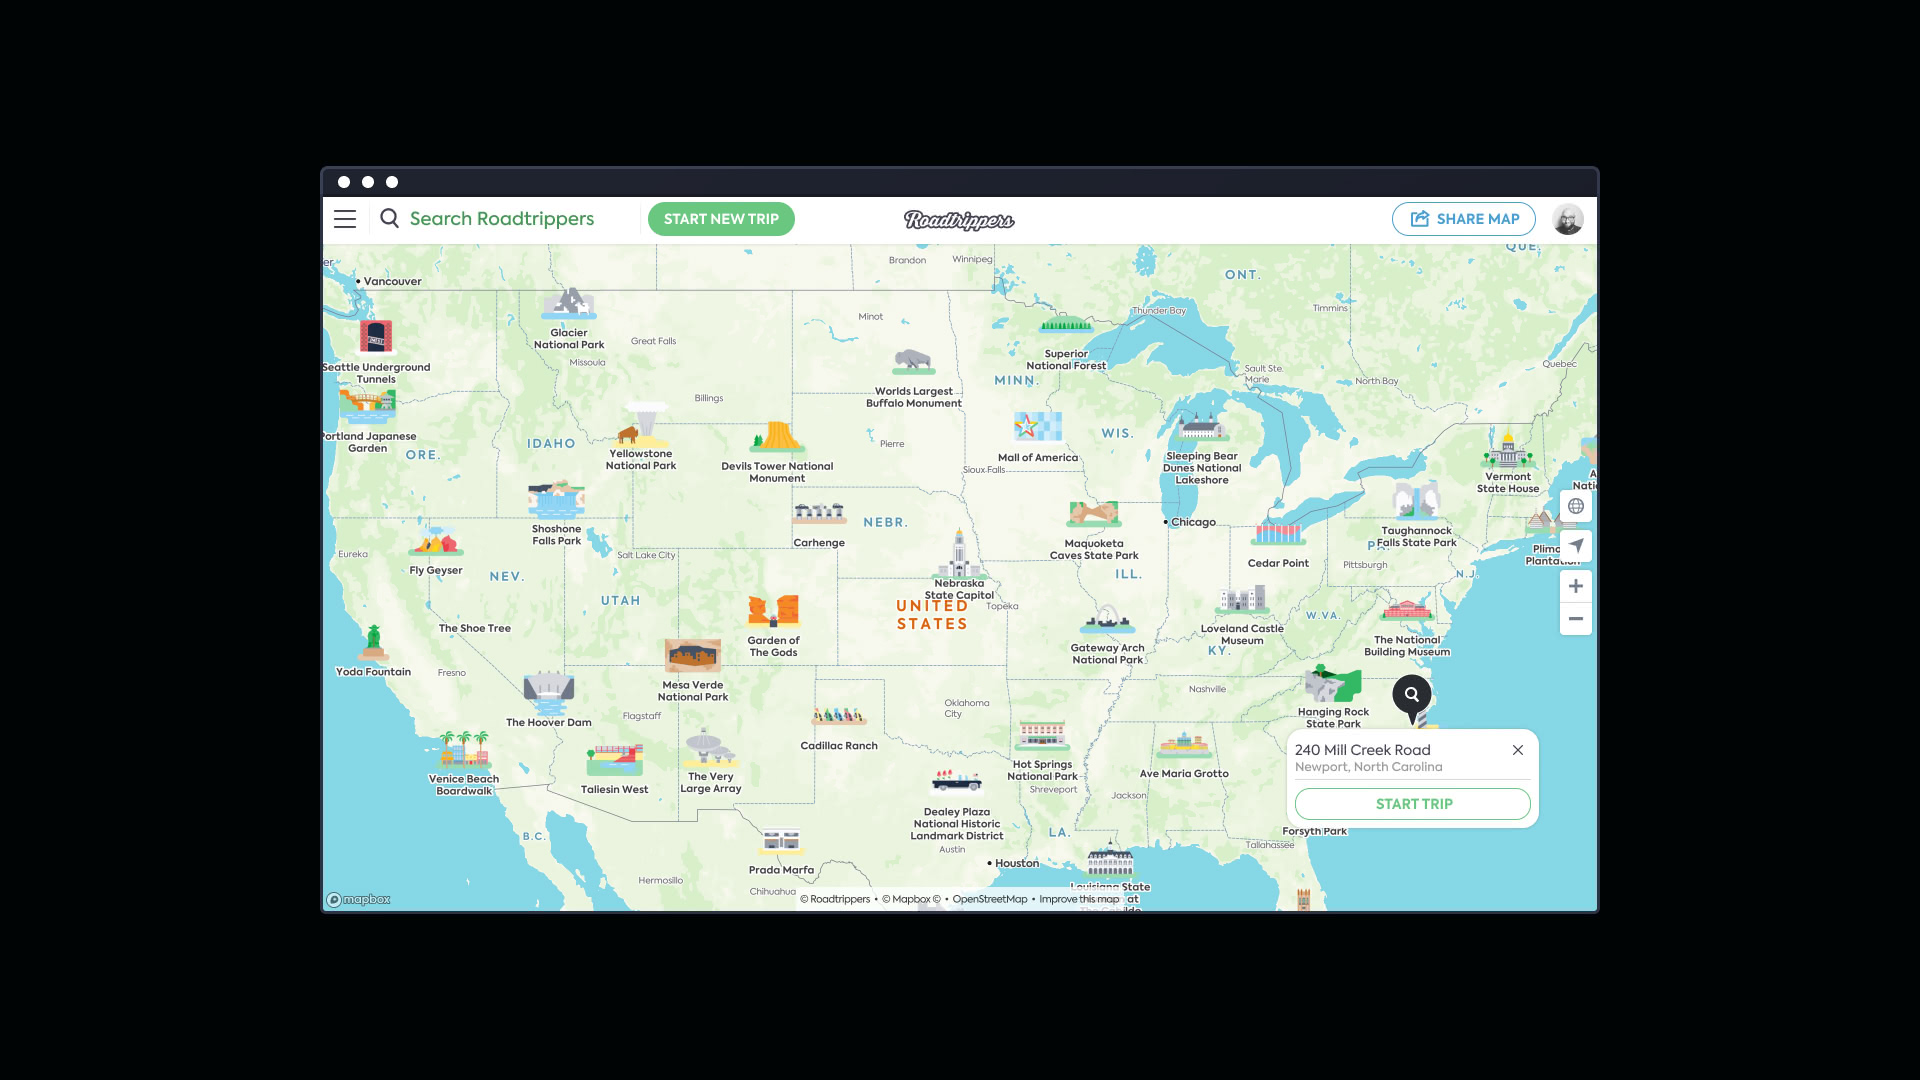 Search Roadtrippers
START NEW TRIP
Roadtrippers
SHARE MAP
QUE.
Brandon
Winnipeg
ONT.
er
Vancouver
Timmins
Thunder Bay
Minot
Glacier
National Park
Great Falls
Missoula
Superior
National Forest
Quebec
Seattle Underground
Tunnels
Sault Ste.
Marie
North Bay
MINN.
Worlds Largest
Buffalo Monument
Billings
Portland Japanese
Garden
ORE.
IDAHO
Pierre
WIS.
Yellowstone
National Park
Devils Tower National
Monument
Mall of America
Sioux Falls
Sleeping Bear
Dunes National
Lakeshore
Vermont
State House
A
Nati
NEBR.
Chicago
Shoshone
Falls Park
Carhenge
Maquoketa
Caves State Park
Taughannock
Falls State Park
PA.
Eureka
Salt Lake City
Plimo
Plantation
Fly Geyser
NEV.
Cedar Point
Pittsburgh
ILL.
N.J.
Nebraska
State Capitol
UTAH
UNITED
STATES
Topeka
W.VA.
The Shoe Tree
Loveland Castle
Museum
Garden of
The Gods
Gateway Arch
National Park
KY.
The National
Building Museum
Yoda Fountain
Fresno
Mesa Verde
National Park
Nashville
Oklahoma
City
Hanging Rock
State Park
The Hoover Dam
Flagstaff
Cadillac Ranch
240 Mill Creek Road
Newport, North Carolina
START TRIP
Hot Springs
National Park
Ave Maria Grotto
Venice Beach
Boardwalk
Taliesin West
The Very
Large Array
Shreveport
Jackson
Dealey Plaza
National Historic
Landmark District
B.C.
LA.
Forsyth Park
Austin
Tallahassee
Houston
Prada Marfa
Hermosillo
Chihuahua
Louisiana State
at
mapbox
© Roadtrippers • © Mapbox © • OpenStreetMap • Improve this map